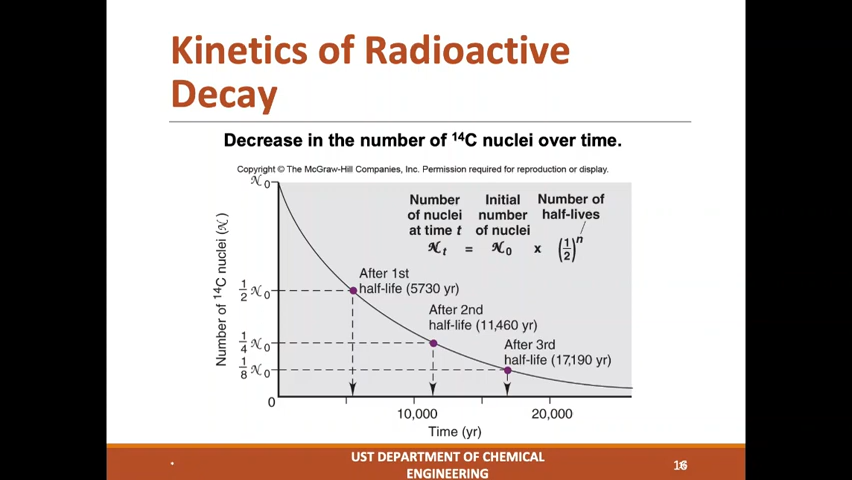 Kinetics of Radioactive
Decay
Decrease in the number of ¹⁴C nuclei over time.
Copyright © The McGraw-Hill Companies, Inc. Permission required for reproduction or display.
Number of nuclei at time t
Initial number of nuclei
Number of half-lives
𝒩t = 𝒩0 x (1/2)ⁿ
Number of ¹⁴C nuclei (𝒩)
𝒩0
1/2 𝒩0
1/4 𝒩0
1/8 𝒩0
0
After 1st
half-life (5730 yr)
After 2nd
half-life (11,460 yr)
After 3rd
half-life (17,190 yr)
10,000
20,000
Time (yr)
UST DEPARTMENT OF CHEMICAL
ENGINEERING